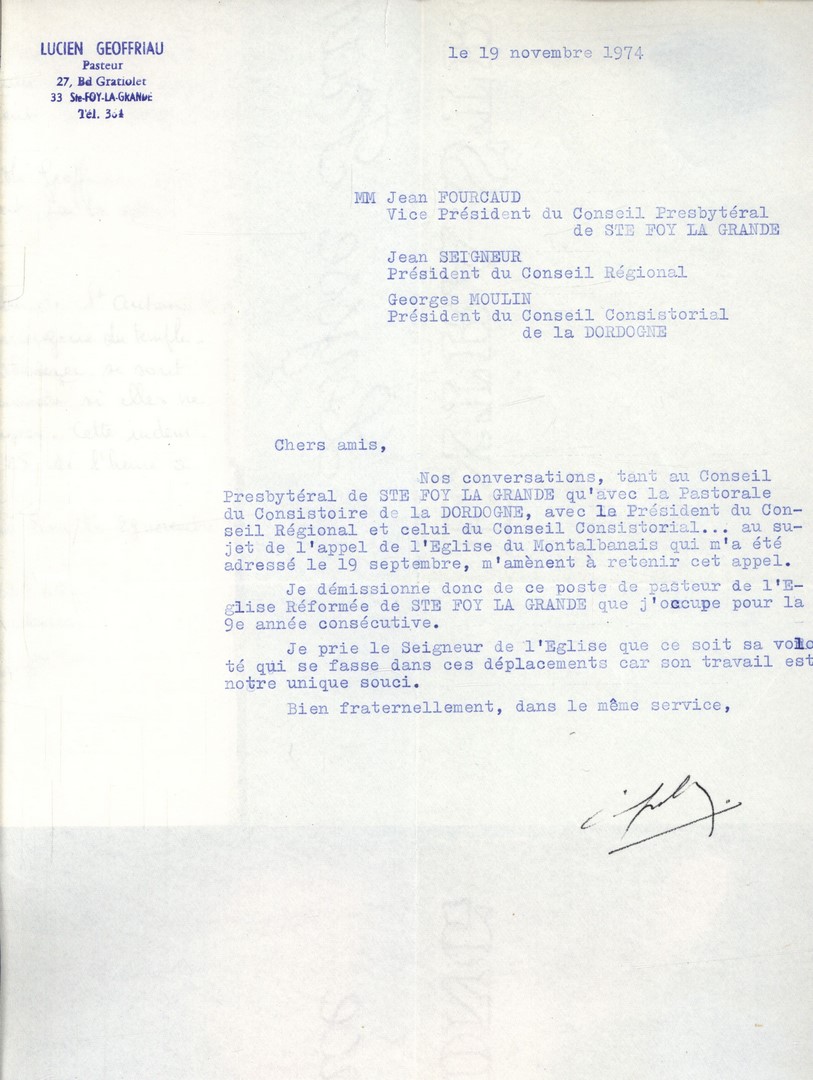 LUCIEN GEOFFRIAU
Pasteur
27, Bd Gratiolet
33 Ste-FOY-LA-GRANDE
Tél. 304
le 19 novembre 1974
MM Jean FOURCAUD
Vice Président du Conseil Presbytéral
de STE FOY LA GRANDE
Jean SEIGNEUR
Président du Conseil Régional
Georges MOULIN
Président du Conseil Consistorial
de la DORDOGNE
Chers amis,
Nos conversations, tant au Conseil
Presbytéral de STE FOY LA GRANDE qu'avec la Pastorale
du Consistoire de la DORDOGNE, avec le Président du Con-
seil Régional et celui du Conseil Consistorial... au su-
jet de l'appel de l'Eglise du Montalbanais qui m'a été
adressé le 19 septembre, m'amènent à retenir cet appel.
Je démissionne donc de ce poste de pasteur de l'E-
glise Réformée de STE FOY LA GRANDE que j'occupe pour la
9e année consécutive.
Je prie le Seigneur de l'Eglise que ce soit sa volo
té qui se fasse dans ces déplacements car son travail est
notre unique souci.
Bien fraternellement, dans le même service,